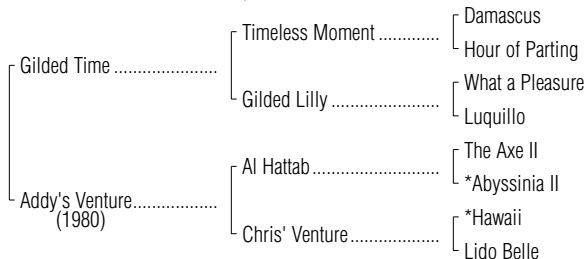 Damascus
Timeless Moment .............
Hour of Parting
Gilded Time ......................
What a Pleasure
Gilded Lilly .......................
Luquillo
The Axe II
Al Hattab ...........................
*Abyssinia II
Addy's Venture..................
(1980)
*Hawaii
Chris' Venture....................
Lido Belle